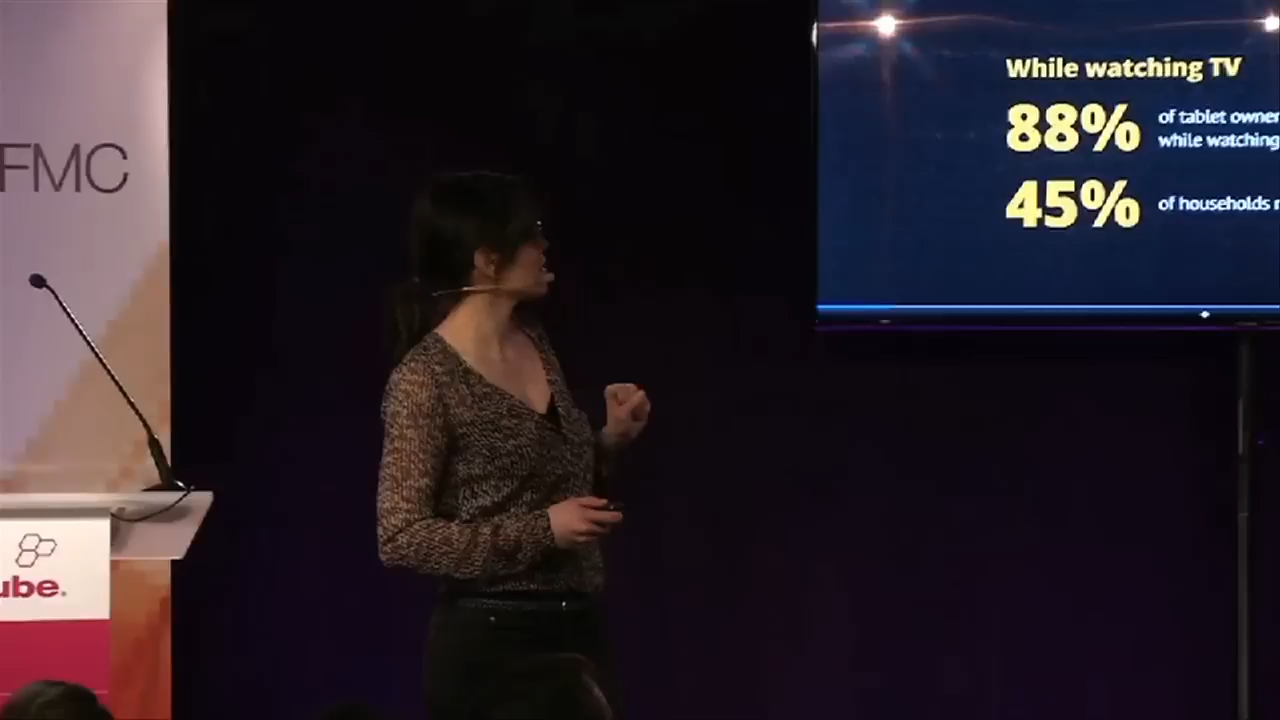 FMC
ube.
While watching TV
88%
of tablet owner
while watching
45%
of households